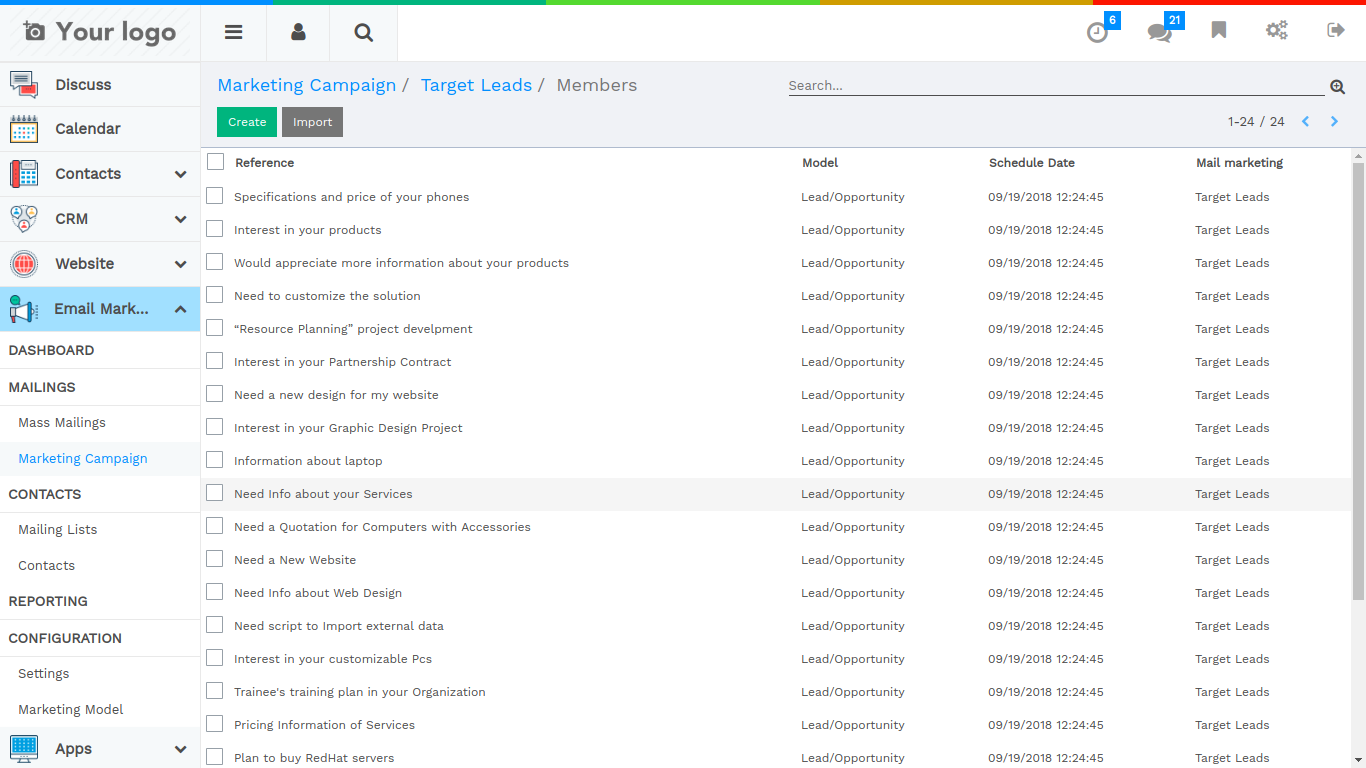 Your logo
6
21
Discuss
Calendar
Contacts
CRM
Website
Email Mark...
DASHBOARD
MAILINGS
Mass Mailings
Marketing Campaign
CONTACTS
Mailing Lists
Contacts
REPORTING
CONFIGURATION
Settings
Marketing Model
Apps
Marketing Campaign / Target Leads / Members
Search...
Create Import
1-24 / 24
Reference Model Schedule Date Mail marketing
Specifications and price of your phones Lead/Opportunity 09/19/2018 12:24:45 Target Leads
Interest in your products Lead/Opportunity 09/19/2018 12:24:45 Target Leads
Would appreciate more information about your products Lead/Opportunity 09/19/2018 12:24:45 Target Leads
Need to customize the solution Lead/Opportunity 09/19/2018 12:24:45 Target Leads
“Resource Planning” project develpment Lead/Opportunity 09/19/2018 12:24:45 Target Leads
Interest in your Partnership Contract Lead/Opportunity 09/19/2018 12:24:45 Target Leads
Need a new design for my website Lead/Opportunity 09/19/2018 12:24:45 Target Leads
Interest in your Graphic Design Project Lead/Opportunity 09/19/2018 12:24:45 Target Leads
Information about laptop Lead/Opportunity 09/19/2018 12:24:45 Target Leads
Need Info about your Services Lead/Opportunity 09/19/2018 12:24:45 Target Leads
Need a Quotation for Computers with Accessories Lead/Opportunity 09/19/2018 12:24:45 Target Leads
Need a New Website Lead/Opportunity 09/19/2018 12:24:45 Target Leads
Need Info about Web Design Lead/Opportunity 09/19/2018 12:24:45 Target Leads
Need script to Import external data Lead/Opportunity 09/19/2018 12:24:45 Target Leads
Interest in your customizable Pcs Lead/Opportunity 09/19/2018 12:24:45 Target Leads
Trainee's training plan in your Organization Lead/Opportunity 09/19/2018 12:24:45 Target Leads
Pricing Information of Services Lead/Opportunity 09/19/2018 12:24:45 Target Leads
Plan to buy RedHat servers Lead/Opportunity 09/19/2018 12:24:45 Target Leads